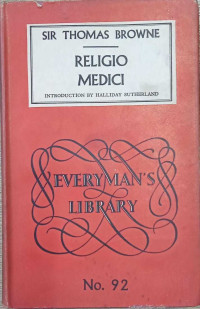 SIR THOMAS BROWNE
RELIGIO
MEDICI
INTRODUCTION BY HALLIDAY SUTHERLAND
EVERYMAN'S
LIBRARY
No. 92